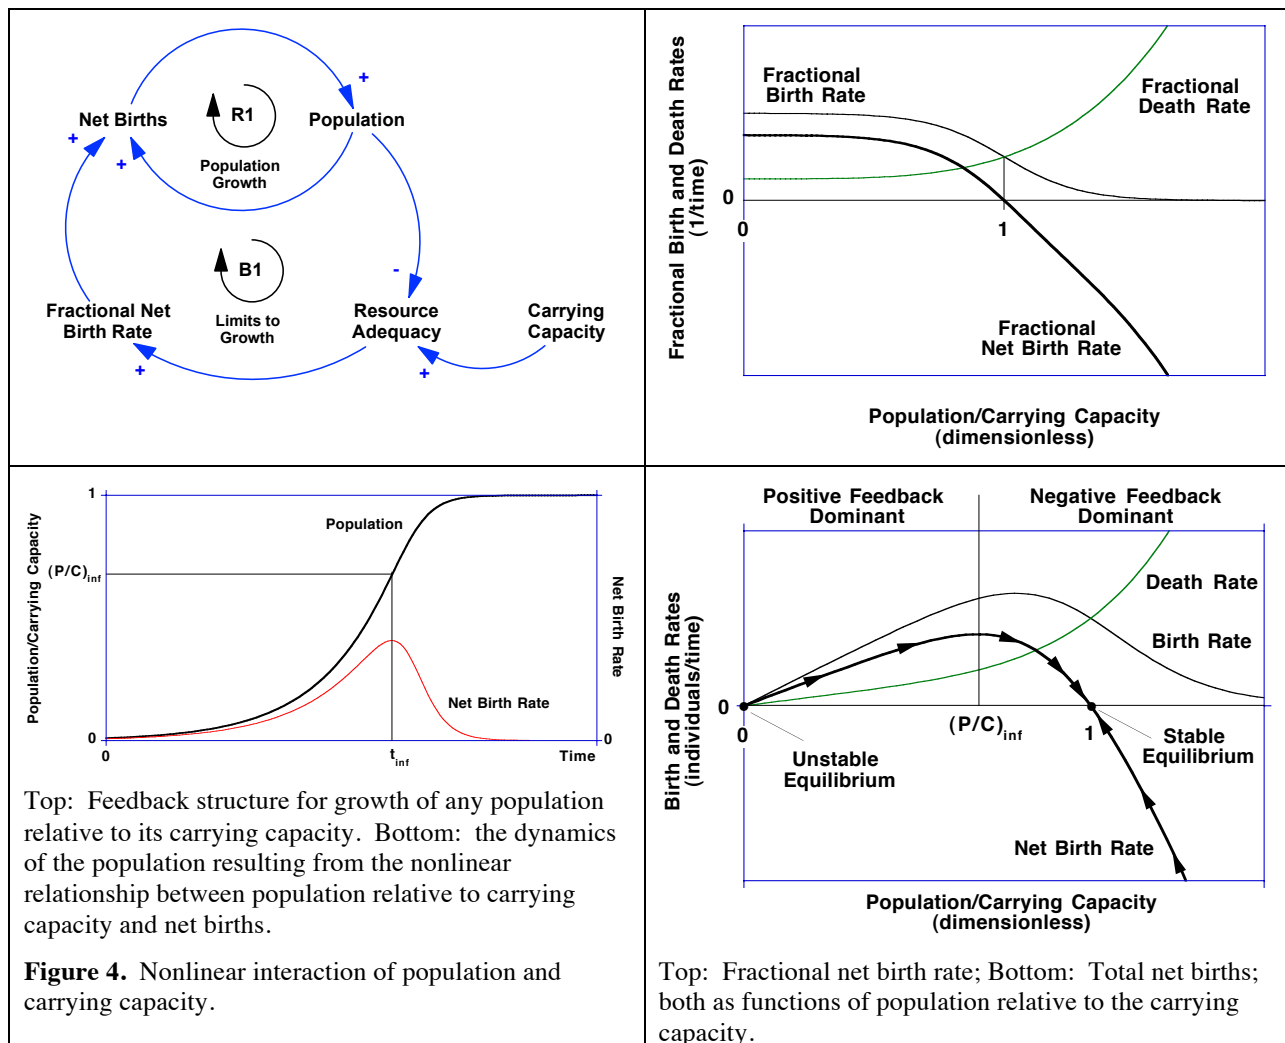 Net Births
+
R1
Population
Growth
+
Population
+
+
B1
Limits to
Growth
-
Fractional Net
Birth Rate
+
Resource
Adequacy
+
Carrying
Capacity
Fractional Birth and Death Rates
(1/time)
Fractional
Birth Rate
Fractional
Death Rate
0
0
1
Fractional
Net Birth Rate
Population/Carrying Capacity
(dimensionless)
Population/Carrying Capacity
1
Population
(P/C)inf
Net Birth Rate
Net Birth Rate
0
0
0
tinf
Time
Top: Feedback structure for growth of any population
relative to its carrying capacity. Bottom: the dynamics
of the population resulting from the nonlinear
relationship between population relative to carrying
capacity and net births.
Figure 4. Nonlinear interaction of population and
carrying capacity.
Positive Feedback
Dominant
Negative Feedback
Dominant
Birth and Death Rates
(individuals/time)
Death Rate
Birth Rate
0
0
(P/C)inf
1
Unstable
Equilibrium
Stable
Equilibrium
Net Birth Rate
Population/Carrying Capacity
(dimensionless)
Top: Fractional net birth rate; Bottom: Total net births;
both as functions of population relative to the carrying
capacity.